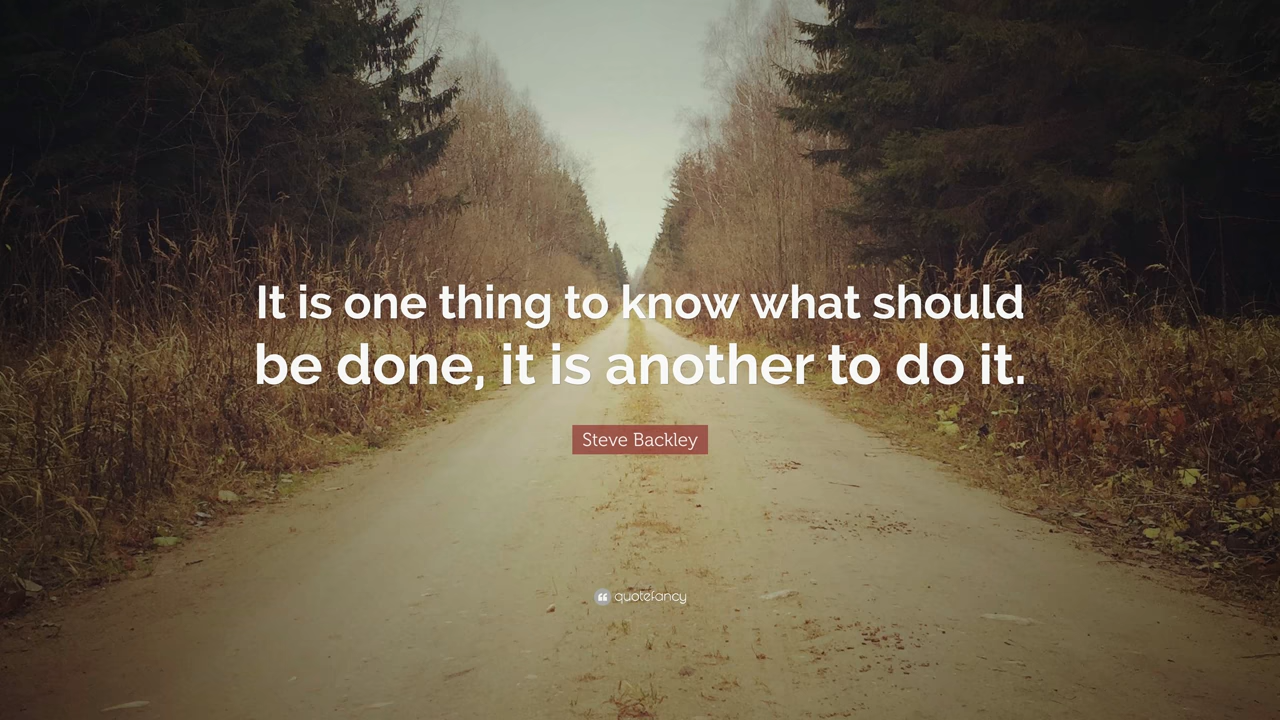 It is one thing to know what should
be done, it is another to do it.
Steve Backley
quotefancy